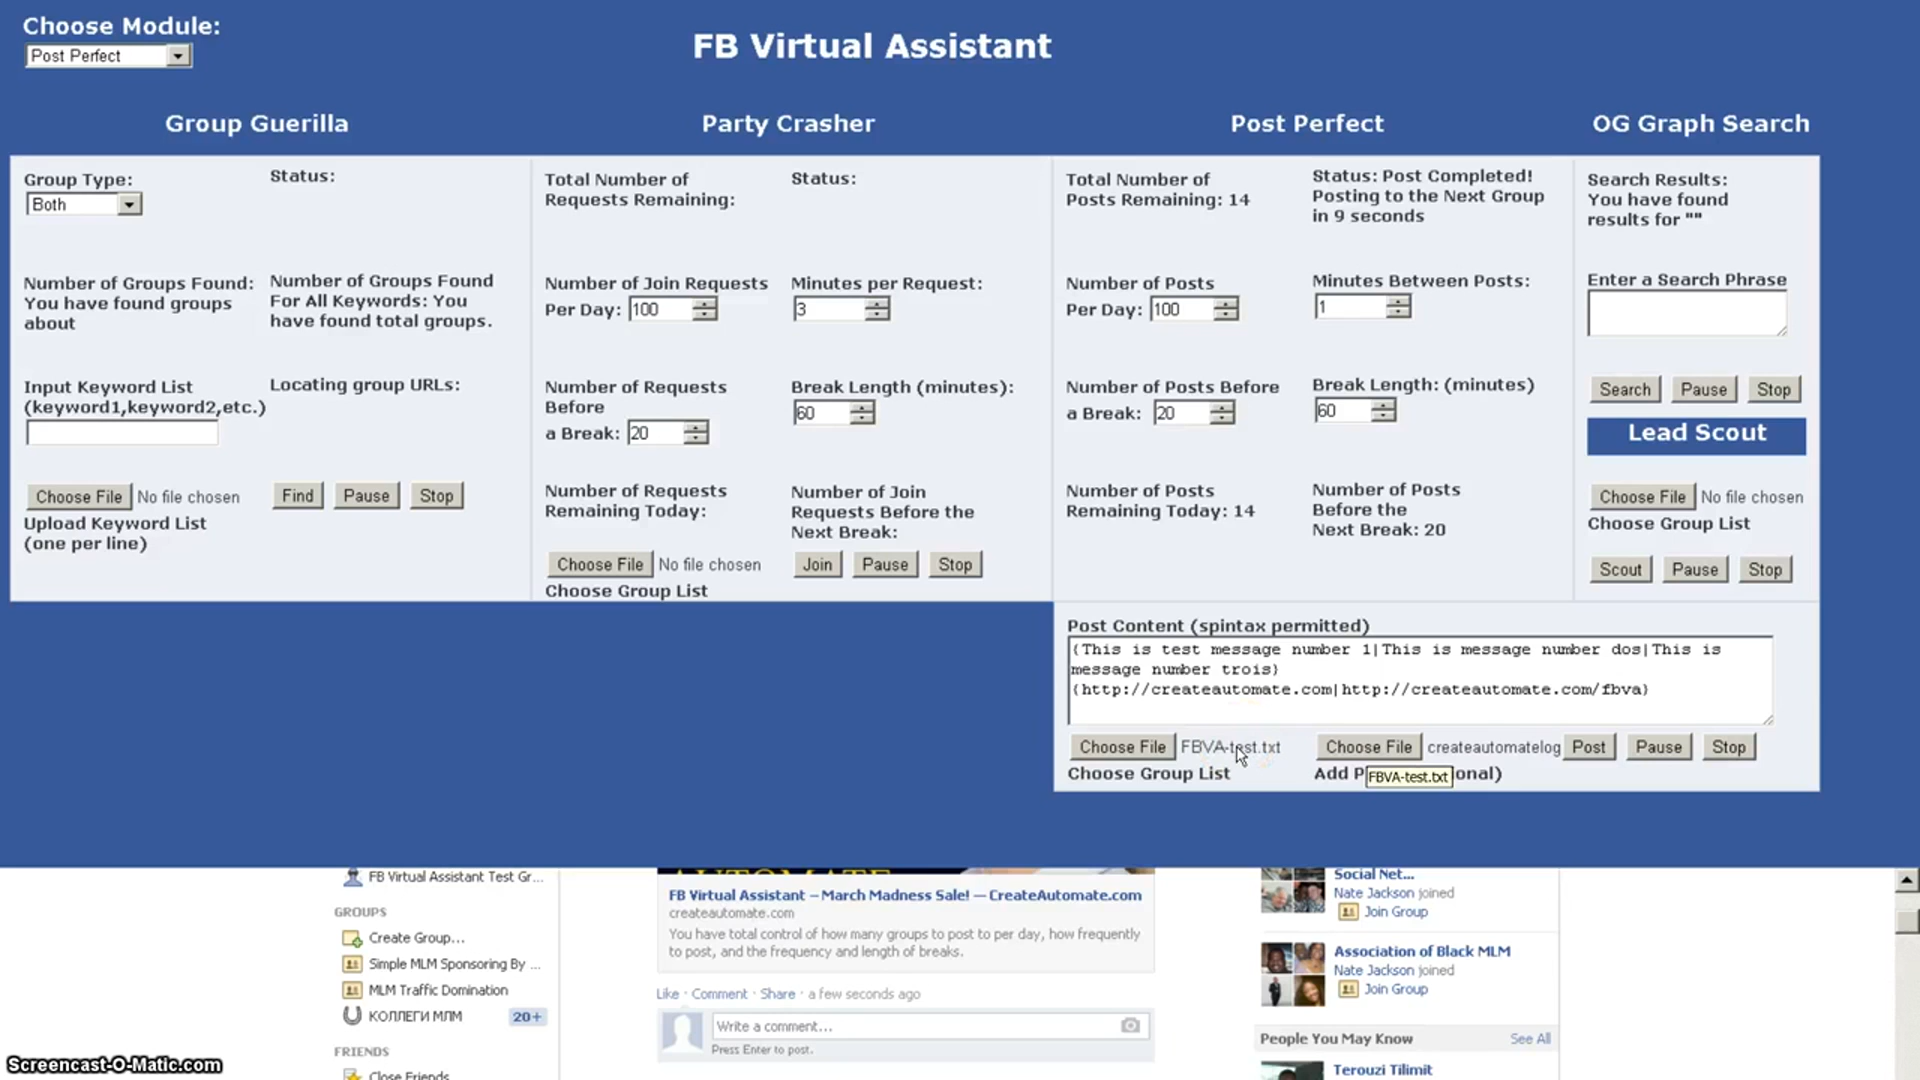 Choose Module:
Post Perfect
FB Virtual Assistant
Group Guerilla
Party Crasher
Post Perfect
OG Graph Search
Group Type:
Both
Status:
Number of Groups Found:
You have found groups
about
Number of Groups Found
For All Keywords: You
have found total groups.
Input Keyword List
(keyword1,keyword2,etc.)
Locating group URLs:
Choose File No file chosen
Upload Keyword List
(one per line)
Find Pause Stop
Total Number of
Requests Remaining:
Status:
Number of Join Requests
Per Day: 100
Minutes per Request:
3
Number of Requests
Before
a Break: 20
Break Length (minutes):
60
Number of Requests
Remaining Today:
Number of Join
Requests Before the
Next Break:
Choose File No file chosen
Choose Group List
Join Pause Stop
Total Number of
Posts Remaining: 14
Status: Post Completed!
Posting to the Next Group
in 9 seconds
Number of Posts
Per Day: 100
Minutes Between Posts:
1
Number of Posts Before
a Break: 20
Break Length: (minutes)
60
Number of Posts
Remaining Today: 14
Number of Posts
Before the
Next Break: 20
Search Results:
You have found
results for ""
Enter a Search Phrase
Search Pause Stop
Lead Scout
Choose File No file chosen
Choose Group List
Scout Pause Stop
Post Content (spintax permitted)
{This is test message number 1|This is message number dos|This is
message number trois}
{http://createautomate.com|http://createautomate.com/fbva}
Choose File FBVA-test.txt
Choose Group List
Choose File createautomatelog
Add P
FBVA-test.txt
onal)
Post Pause Stop
FB Virtual Assistant Test Gr...
GROUPS
Create Group...
Simple MLM Sponsoring By ...
MLM Traffic Domination
КОЛЛЕГИ МЛМ 20+
FRIENDS
Close Friends
AUTOMATE
FB Virtual Assistant – March Madness Sale! — CreateAutomate.com
createautomate.com
You have total control of how many groups to post to per day, how frequently
to post, and the frequency and length of breaks.
Like · Comment · Share · a few seconds ago
Write a comment...
Press Enter to post.
Social Net...
Nate Jackson joined
Join Group
Association of Black MLM
Nate Jackson joined
Join Group
People You May Know See All
Terouzi Tilimit
Screencast-O-Matic.com